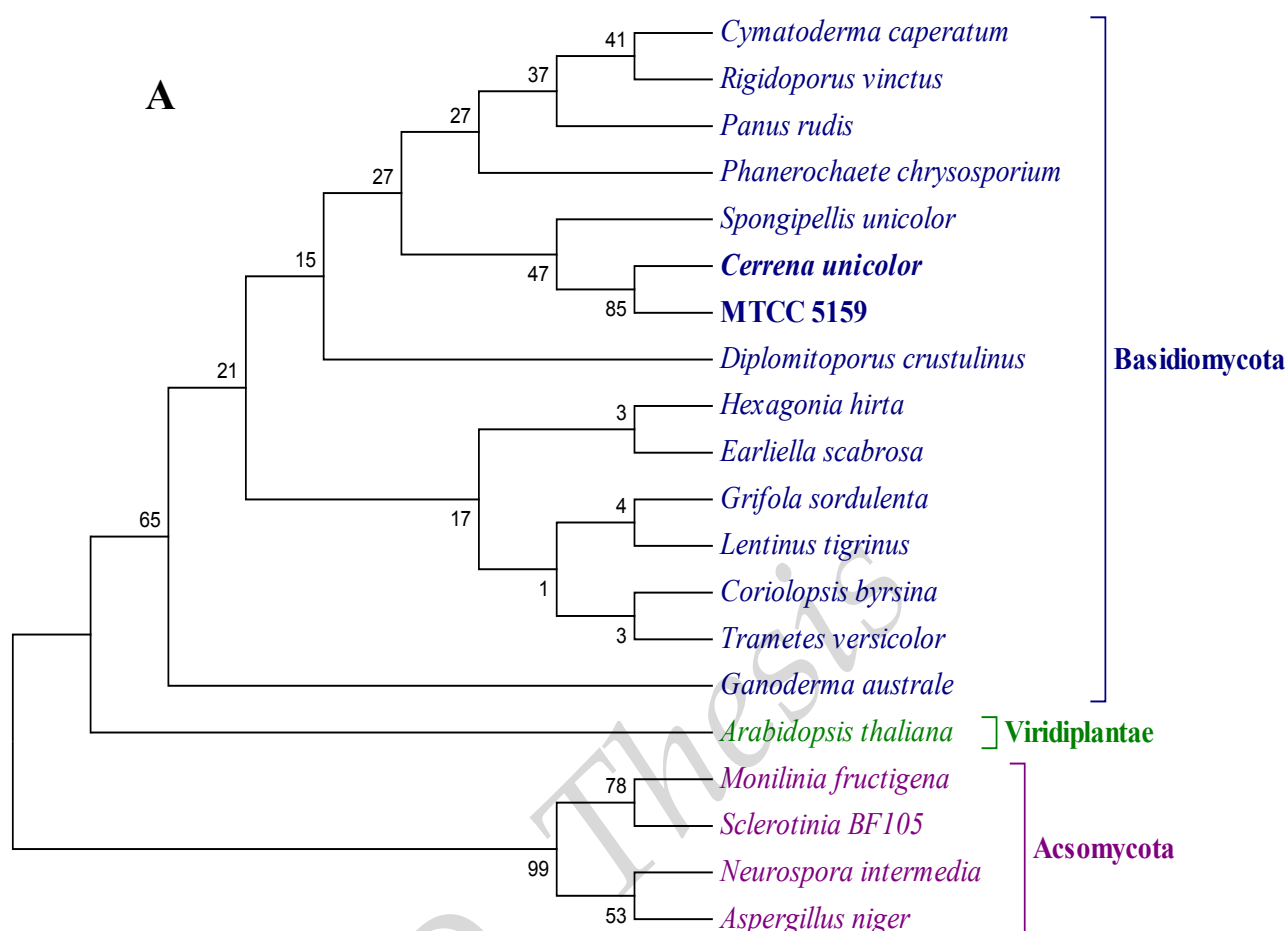 A
41
Cymatoderma caperatum
37
Rigidoporus vinctus
27
Panus rudis
27
Phanerochaete chrysosporium
15
Spongipellis unicolor
47
Cerrena unicolor
85
MTCC 5159
21
Diplomitoporus crustulinus
Basidiomycota
3
Hexagonia hirta
Earliella scabrosa
65
17
4
Grifola sordulenta
Lentinus tigrinus
1
Coriolopsis byrsina
3
Trametes versicolor
Ganoderma australe
Arabidopsis thaliana
Viridiplantae
78
Monilinia fructigena
Sclerotinia BF105
Acsomycota
99
Neurospora intermedia
53
Aspergillus niger
Thesis